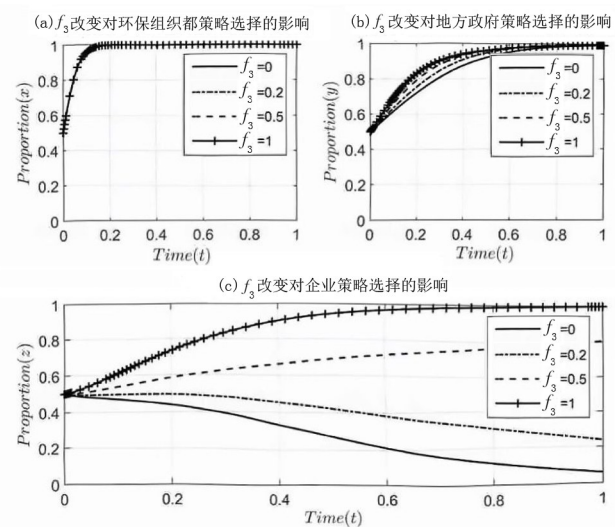 (a)f3改变对环保组织都策略选择的影响
Proportion(x)
1
0.8
0.6
0.4
0.2
0
0
0.2
0.4
0.6
0.8
1
Time(t)
f3=0
f3=0.2
f3=0.5
f3=1
(b)f3改变对地方政府策略选择的影响
Proportion(y)
1
0.8
0.6
0.4
0.2
0
0
0.2
0.4
0.6
0.8
1
Time(t)
f3=0
f3=0.2
f3=0.5
f3=1
(c)f3改变对企业策略选择的影响
Proportion(z)
1
0.8
0.6
0.4
0.2
0
0
0.2
0.4
0.6
0.8
1
Time(t)
f3=0
f3=0.2
f3=0.5
f3=1